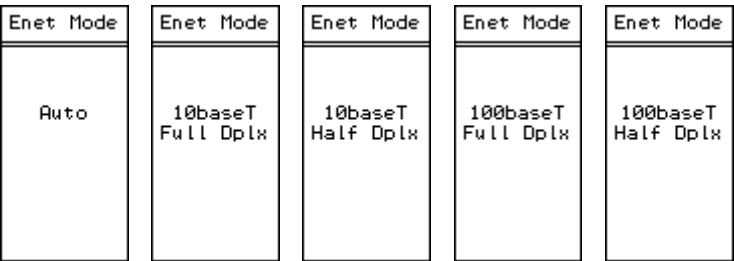 Enet Mode
Auto
Enet Mode
10baseT
Full Dplx
Enet Mode
10baseT
Half Dplx
Enet Mode
100baseT
Full Dplx
Enet Mode
100baseT
Half Dplx